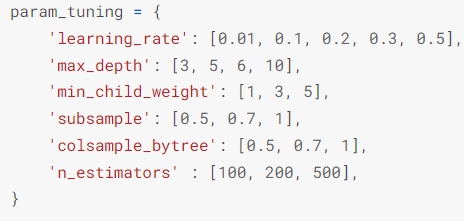 param_tuning = {
    'learning_rate': [0.01, 0.1, 0.2, 0.3, 0.5],
    'max_depth': [3, 5, 6, 10],
    'min_child_weight': [1, 3, 5],
    'subsample': [0.5, 0.7, 1],
    'colsample_bytree': [0.5, 0.7, 1],
    'n_estimators' : [100, 200, 500],
}